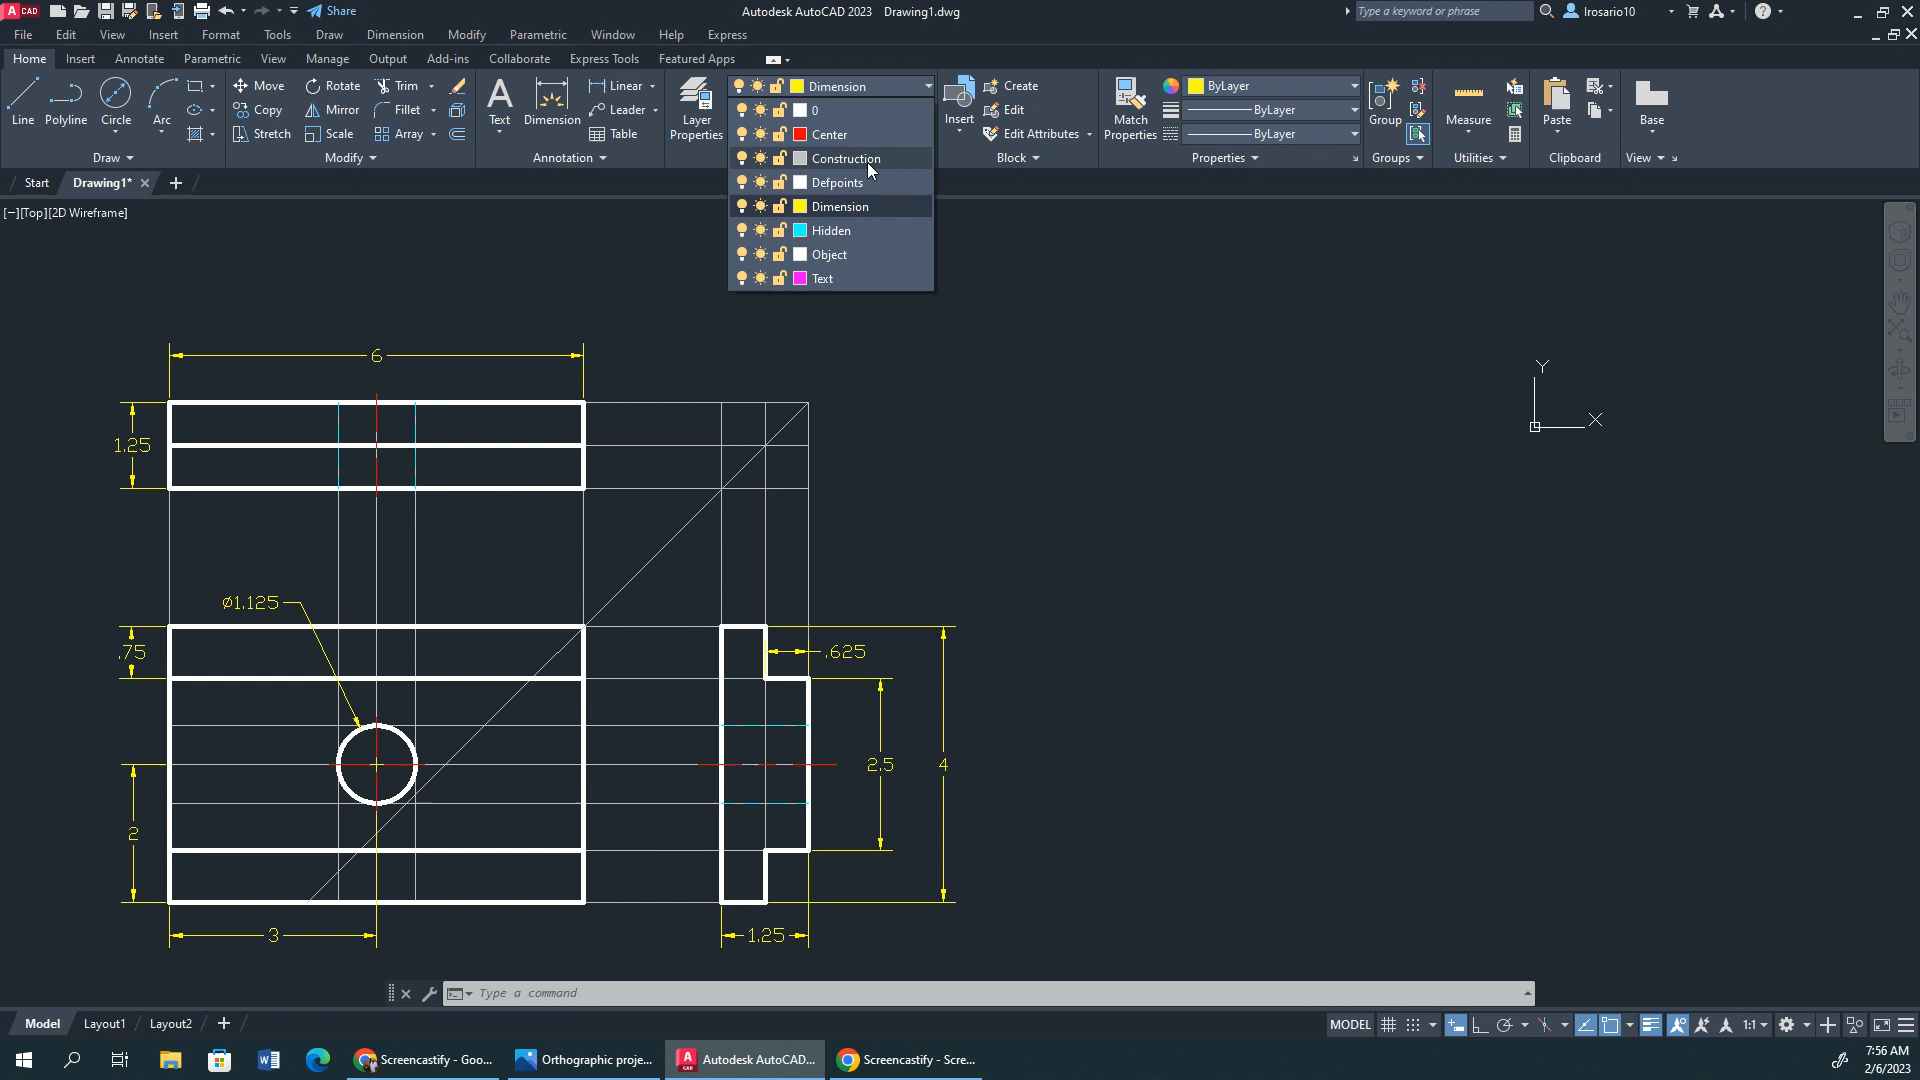 A CAD Share Autodesk AutoCAD 2023 Drawing1.dwg Type a keyword or phrase lrosario10
File Edit View Insert Format Tools Draw Dimension Modify Parametric Window Help Express
Home Insert Annotate Parametric View Manage Output Add-ins Collaborate Express Tools Featured Apps
Line Polyline Circle Arc
Draw
Move Rotate Trim
Copy Mirror Fillet
Stretch Scale Array
Modify
Text Dimension
Linear
Leader
Table
Annotation
Layer Properties
Dimension
0
Center
Construction
Defpoints
Dimension
Hidden
Object
Text
Insert
Create
Edit
Edit Attributes
Block
Match Properties
ByLayer
ByLayer
ByLayer
Properties
Group
Groups
Measure
Utilities
Paste
Clipboard
Base
View
Start Drawing1*
[−][Top][2D Wireframe]
Y
X
6
1.25
ø1.125
.75
.625
2.5
4
2
3
1.25
Type a command
Model Layout1 Layout2
MODEL 1:1
Screencastify - Goo... Orthographic proje... Autodesk AutoCAD... Screencastify - Scre...
7:56 AM
2/6/2023